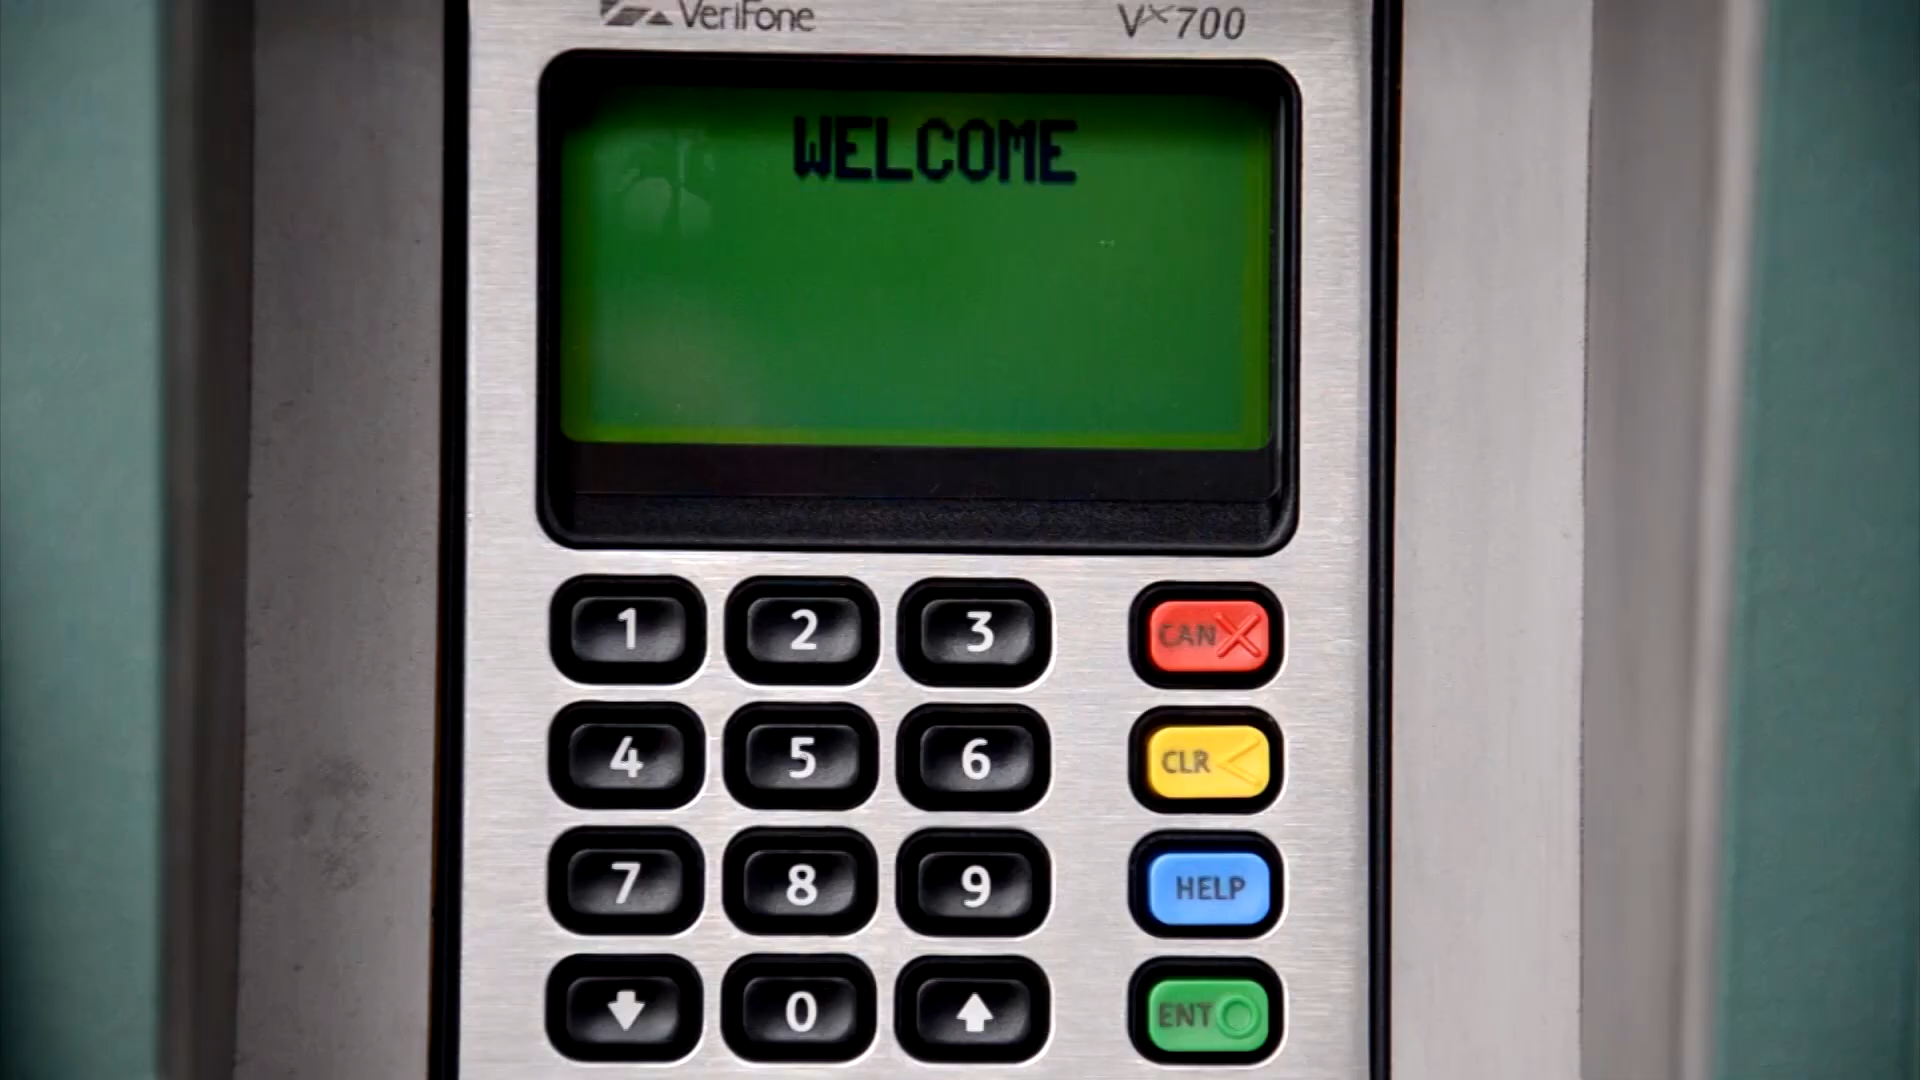 VeriFone Vx700
WELCOME
1 2 3 CAN
4 5 6 CLR
7 8 9 HELP
0 ENT